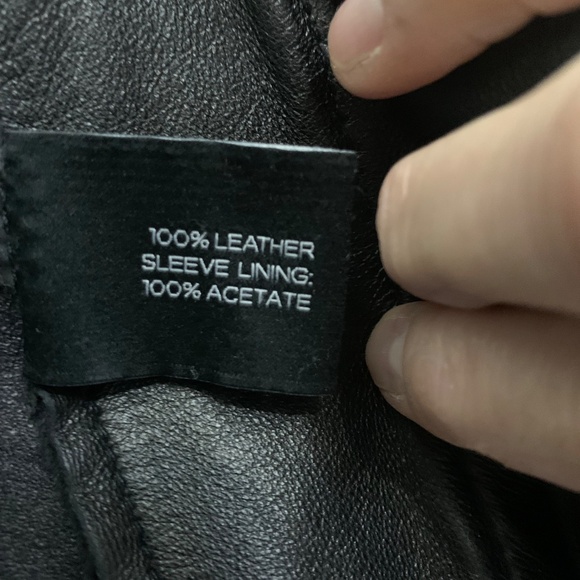 100% LEATHER
SLEEVE LINING:
100% ACETATE